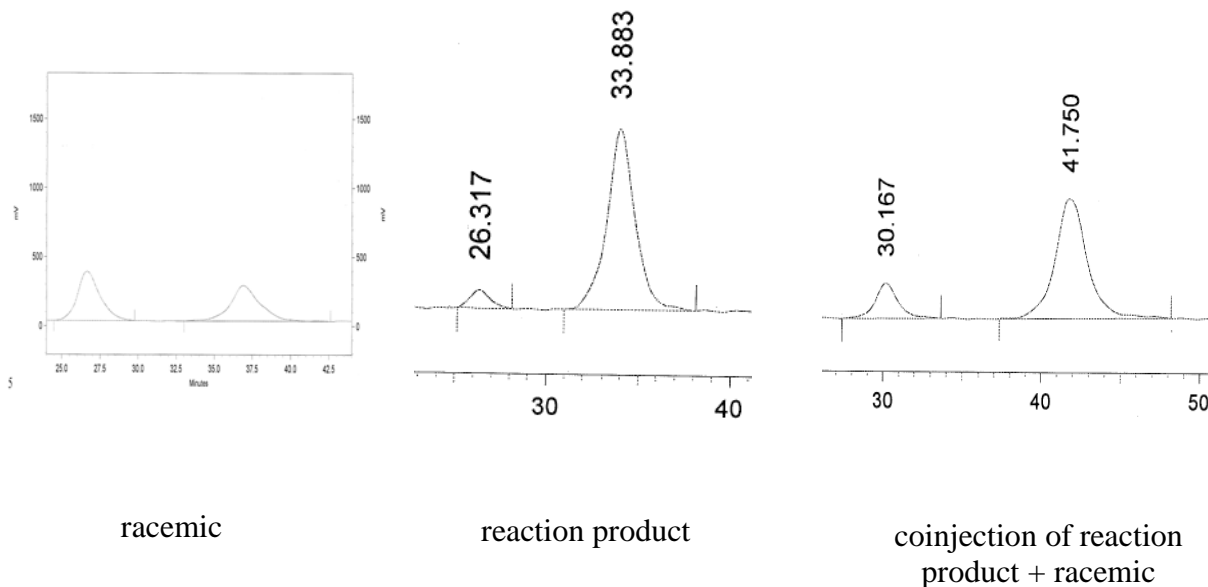 1500
1000
500
0
mV
25.0 27.5 30.0 32.5 35.0 37.5 40.0 42.5
Minutes
1500
1000
500
0
mV
5
racemic
26.317
33.883
30 40
reaction product
30.167
41.750
30 40 50
coinjection of reaction
product + racemic